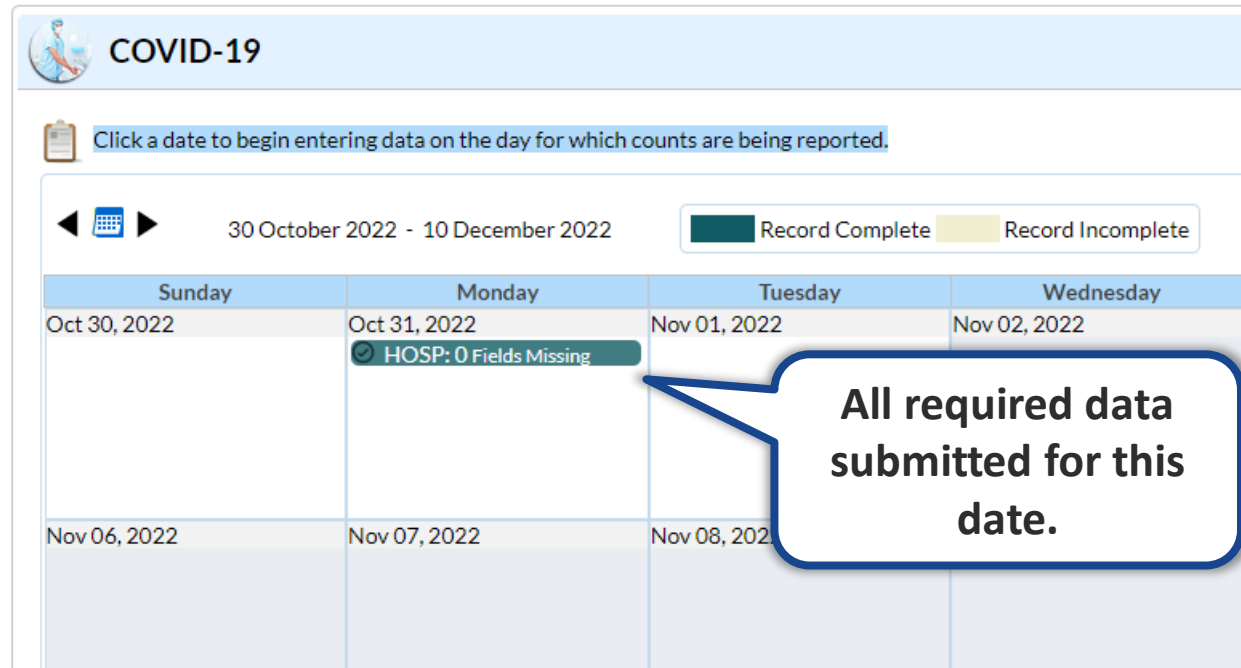 COVID-19
Click a date to begin entering data on the day for which counts are being reported.
30 October 2022 - 10 December 2022
Record Complete
Record Incomplete
Sunday
Monday
Tuesday
Wednesday
Oct 30, 2022
Oct 31, 2022
Nov 01, 2022
Nov 02, 2022
HOSP: 0 Fields Missing
All required data
submitted for this
date.
Nov 06, 2022
Nov 07, 2022
Nov 08, 202